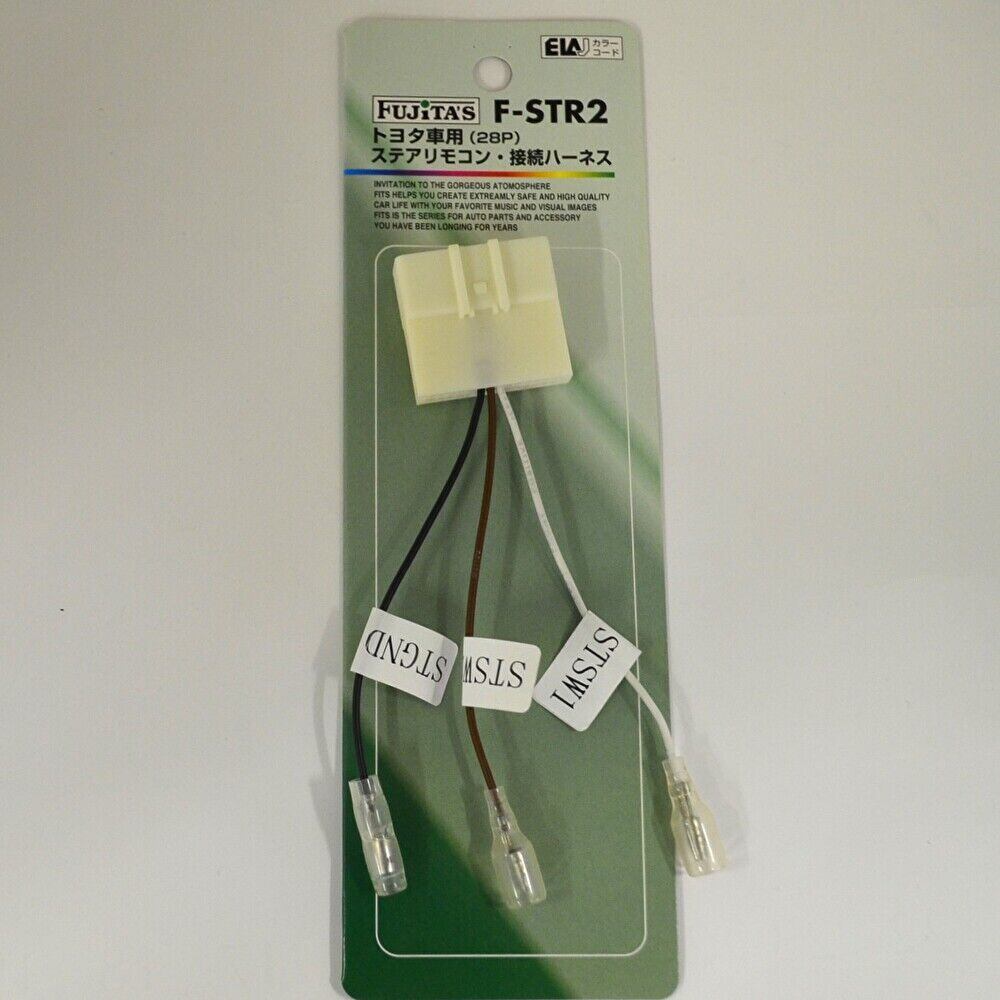 ELAJ カラー
コード
FUJiTA'S F-STR2
トヨタ車用(28P)
ステアリモコン・接続ハーネス
INVITATION TO THE GORGEOUS ATOMOSPHERE
FITS HELPS YOU CREATE EXTREAMLY SAFE AND HIGH QUALITY
CAR LIFE WITH YOUR FAVORITE MUSIC AND VISUAL IMAGES
FITS IS THE SERIES FOR AUTO PARTS AND ACCESSORY
YOU HAVE BEEN LONGING FOR YEARS
STGND
STSW
STSW1